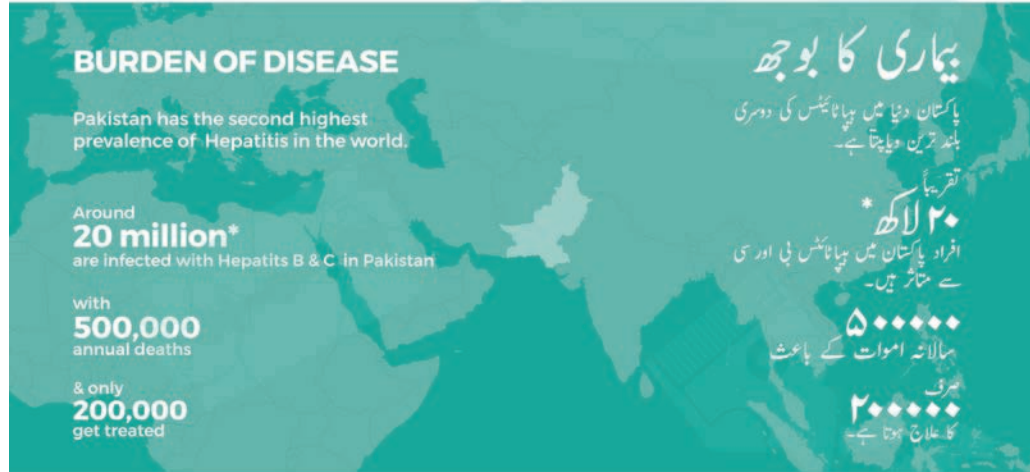 BURDEN OF DISEASE
Pakistan has the second highest
prevalence of Hepatitis in the world.
Around
20 million*
are infected with Hepatits B & C in Pakistan
with
500,000
annual deaths
& only
200,000
get treated
بیماری کا بوجھ
پاکستان دنیا میں ہیپاٹائیٹس کی دوسری
بلند ترین وباپیتا ہے۔
تقریباً
۲۰ لاکھ*
افراد پاکستان میں ہیپاٹائٹس بی اور سی
سے متاثر ہیں۔
۵۰۰۰۰۰
سالانہ اموات کے باعث
صرف
۲۰۰۰۰۰
کا علاج ہوتا ہے۔